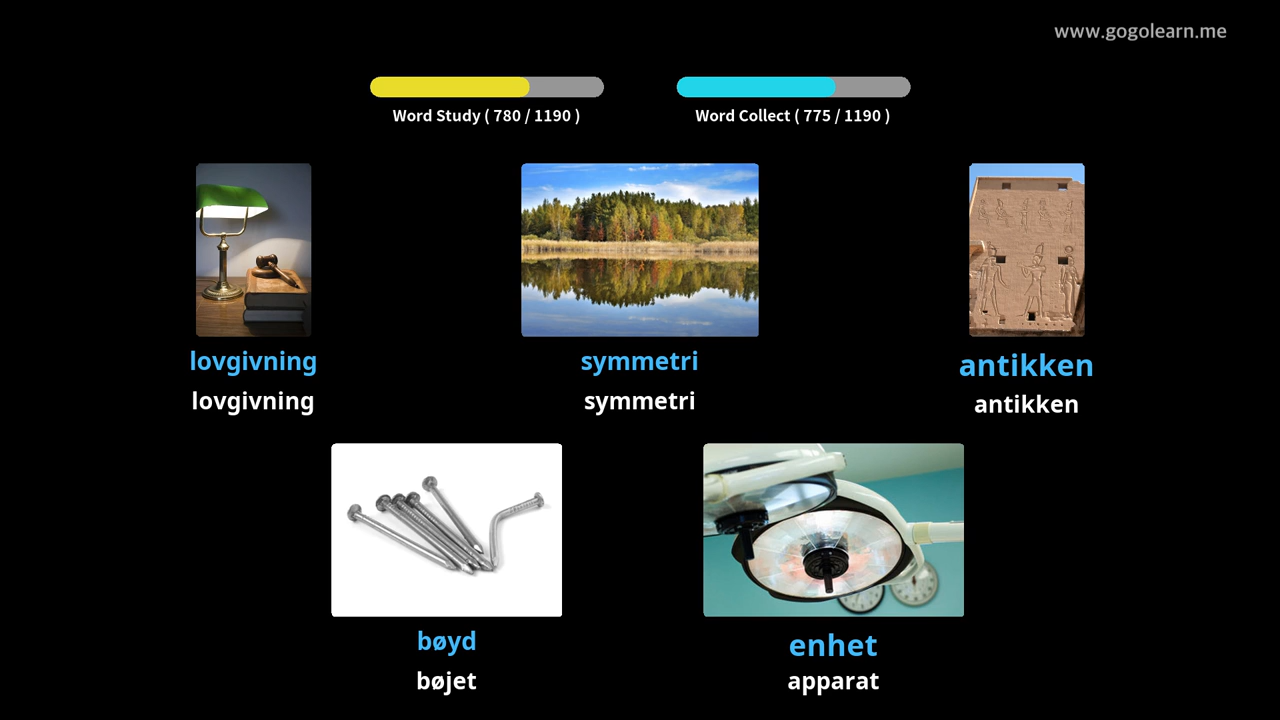 www.gogolearn.me
Word Study ( 780 / 1190 )
Word Collect ( 775 / 1190 )
lovgivning
lovgivning
symmetri
symmetri
antikken
antikken
bøyd
bøjet
enhet
apparat